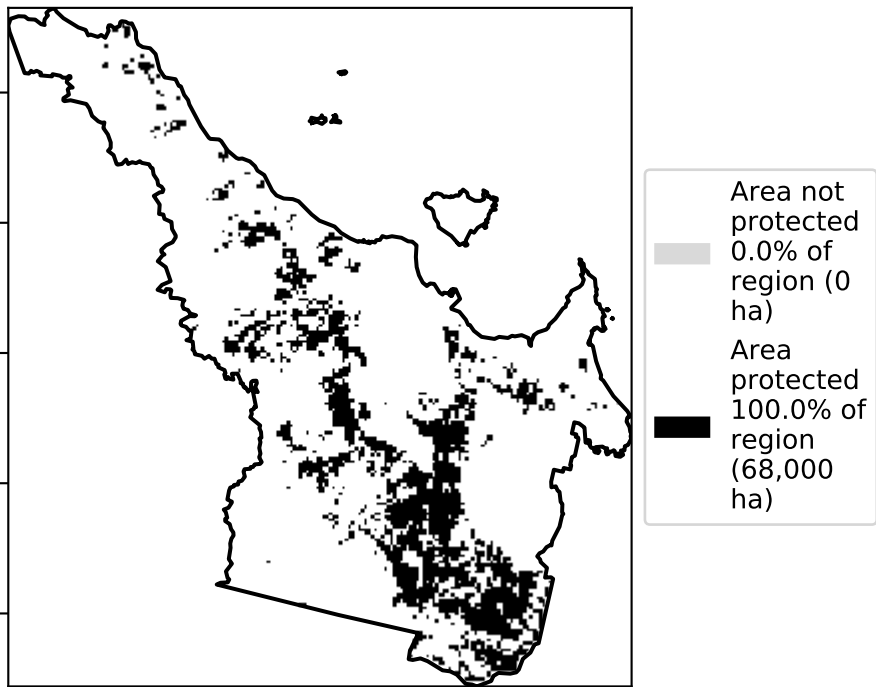 Area not
protected
0.0% of
region (0
ha)
Area
protected
100.0% of
region
(68,000
ha)